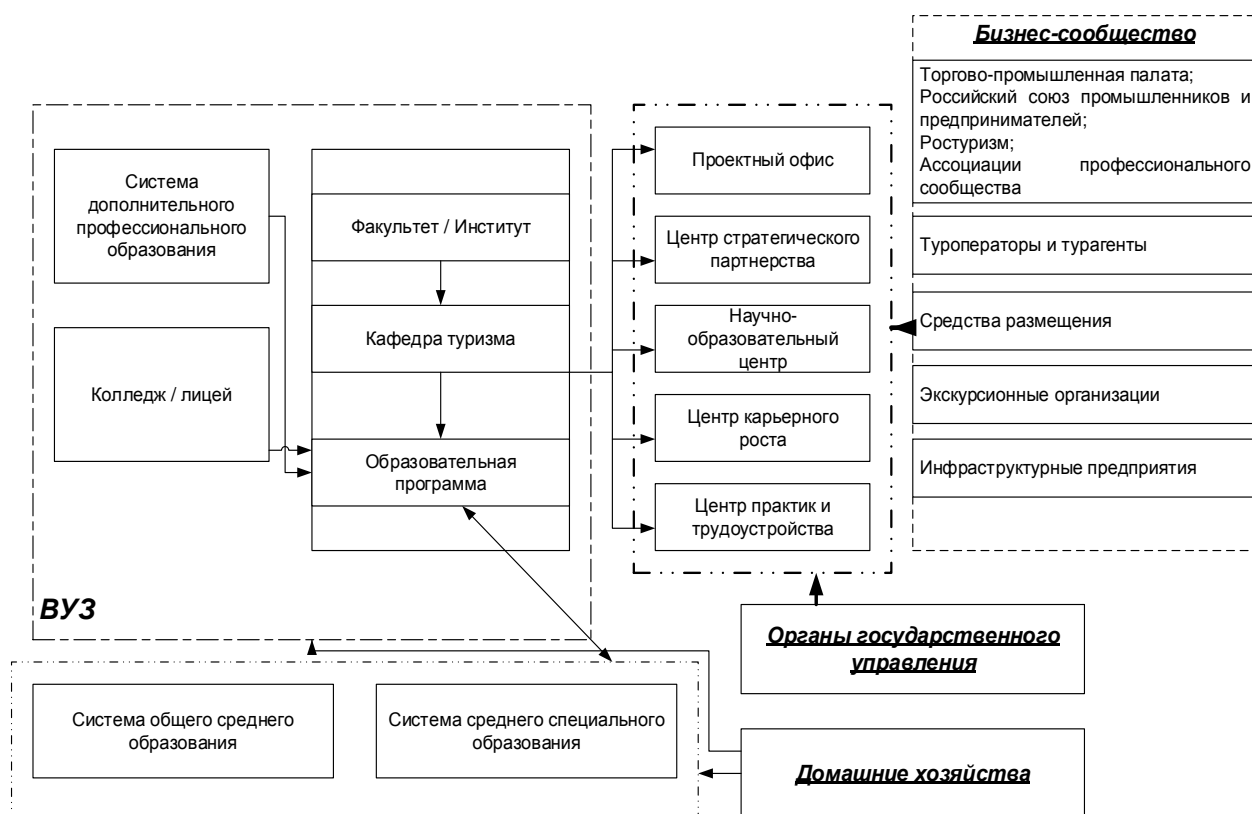 Бизнес-сообщество
Торгово-промышленная палата;
Российский союз промышленников и
предпринимателей;
Ростуризм;
Ассоциации профессионального
сообщества
Туроператоры и турагенты
Средства размещения
Экскурсионные организации
Инфраструктурные предприятия
Система
дополнительного
профессионального
образования
Колледж / лицей
Факультет / Институт
Кафедра туризма
Образовательная
программа
ВУЗ
Проектный офис
Центр стратегического
партнерства
Научно-
образовательный
центр
Центр карьерного
роста
Центр практик и
трудоустройства
Органы государственного
управления
Система общего среднего
образования
Система среднего специального
образования
Домашние хозяйства